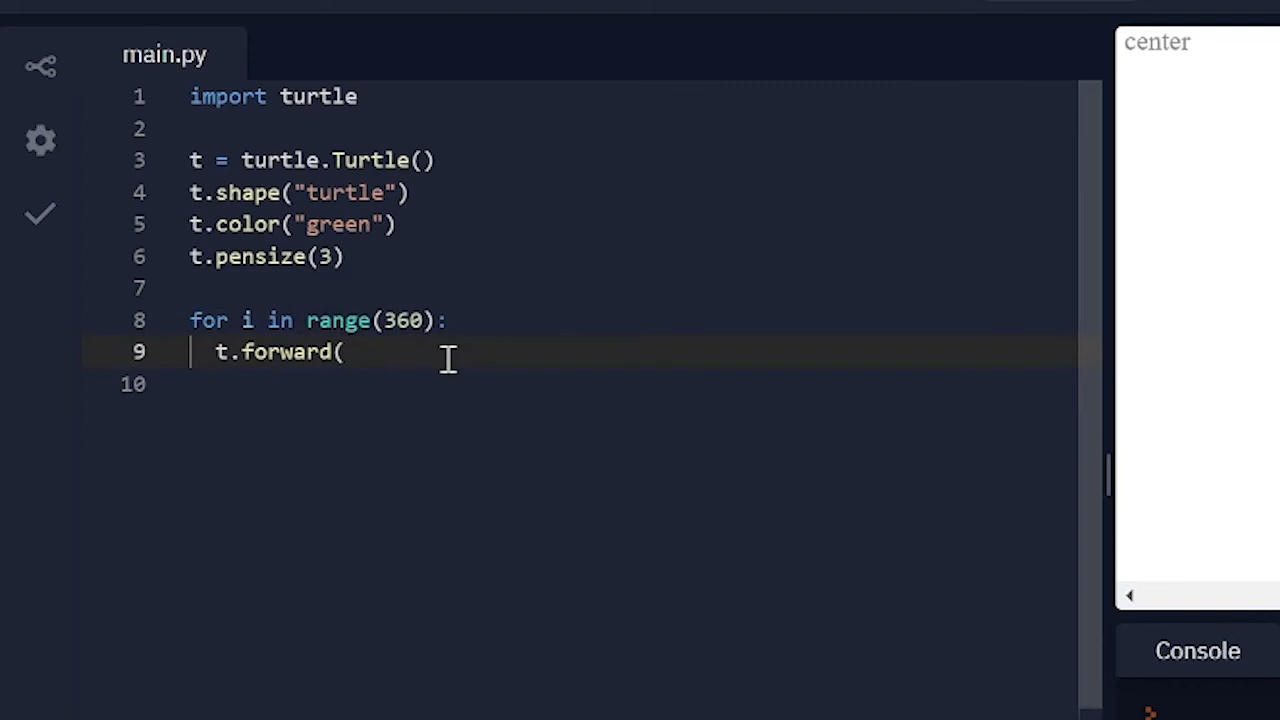 main.py
center
1 import turtle
2
3 t = turtle.Turtle()
4 t.shape("turtle")
5 t.color("green")
6 t.pensize(3)
7
8 for i in range(360):
9   t.forward(
10
Console